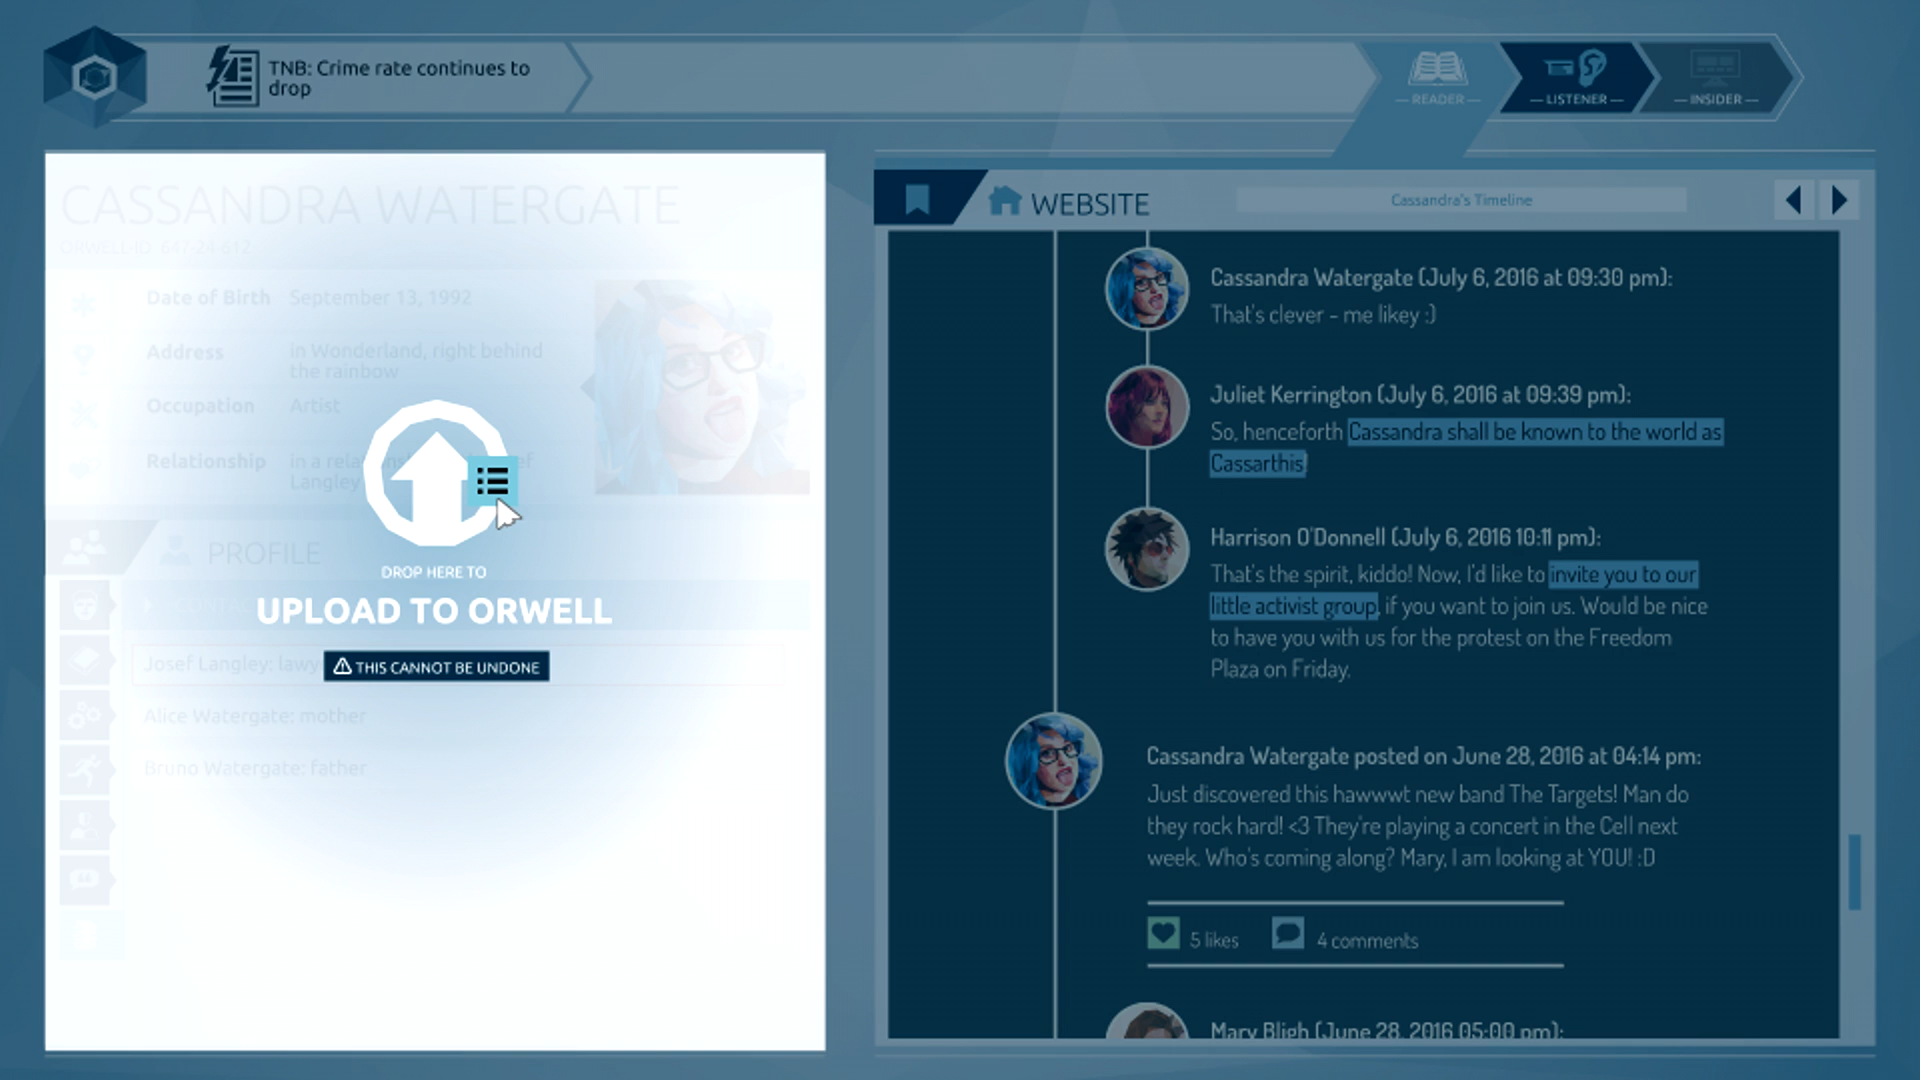 TNB: Crime rate continues to
drop
— READER —
— LISTENER —
— INSIDER —
CASSANDRA WATERGATE
ORWELL-ID: 647-24-612
Date of Birth September 13, 1992
Address in Wonderland, right behind
the rainbow
Occupation Artist
Relationship in a
Langley
PROFILE
DROP HERE TO
UPLOAD TO ORWELL
Josef Langley: lawy
THIS CANNOT BE UNDONE
Alice Watergate: mother
Bruno Watergate: father
WEBSITE
Cassandra's Timeline
Cassandra Watergate (July 6, 2016 at 09:30 pm):
That's clever - me likey :)
Juliet Kerrington (July 6, 2016 at 09:39 pm):
So, henceforth Cassandra shall be known to the world as
Cassarthis!
Harrison O'Donnell (July 6, 2016 10:11 pm):
That's the spirit, kiddo! Now, I'd like to invite you to our
little activist group, if you want to join us. Would be nice
to have you with us for the protest on the Freedom
Plaza on Friday.
Cassandra Watergate posted on June 28, 2016 at 04:14 pm:
Just discovered this hawwwt new band The Targets! Man do
they rock hard! <3 They're playing a concert in the Cell next
week. Who's coming along? Mary, I am looking at YOU! :D
5 likes 4 comments
Mary Bligh (June 28, 2016 05:00 pm):